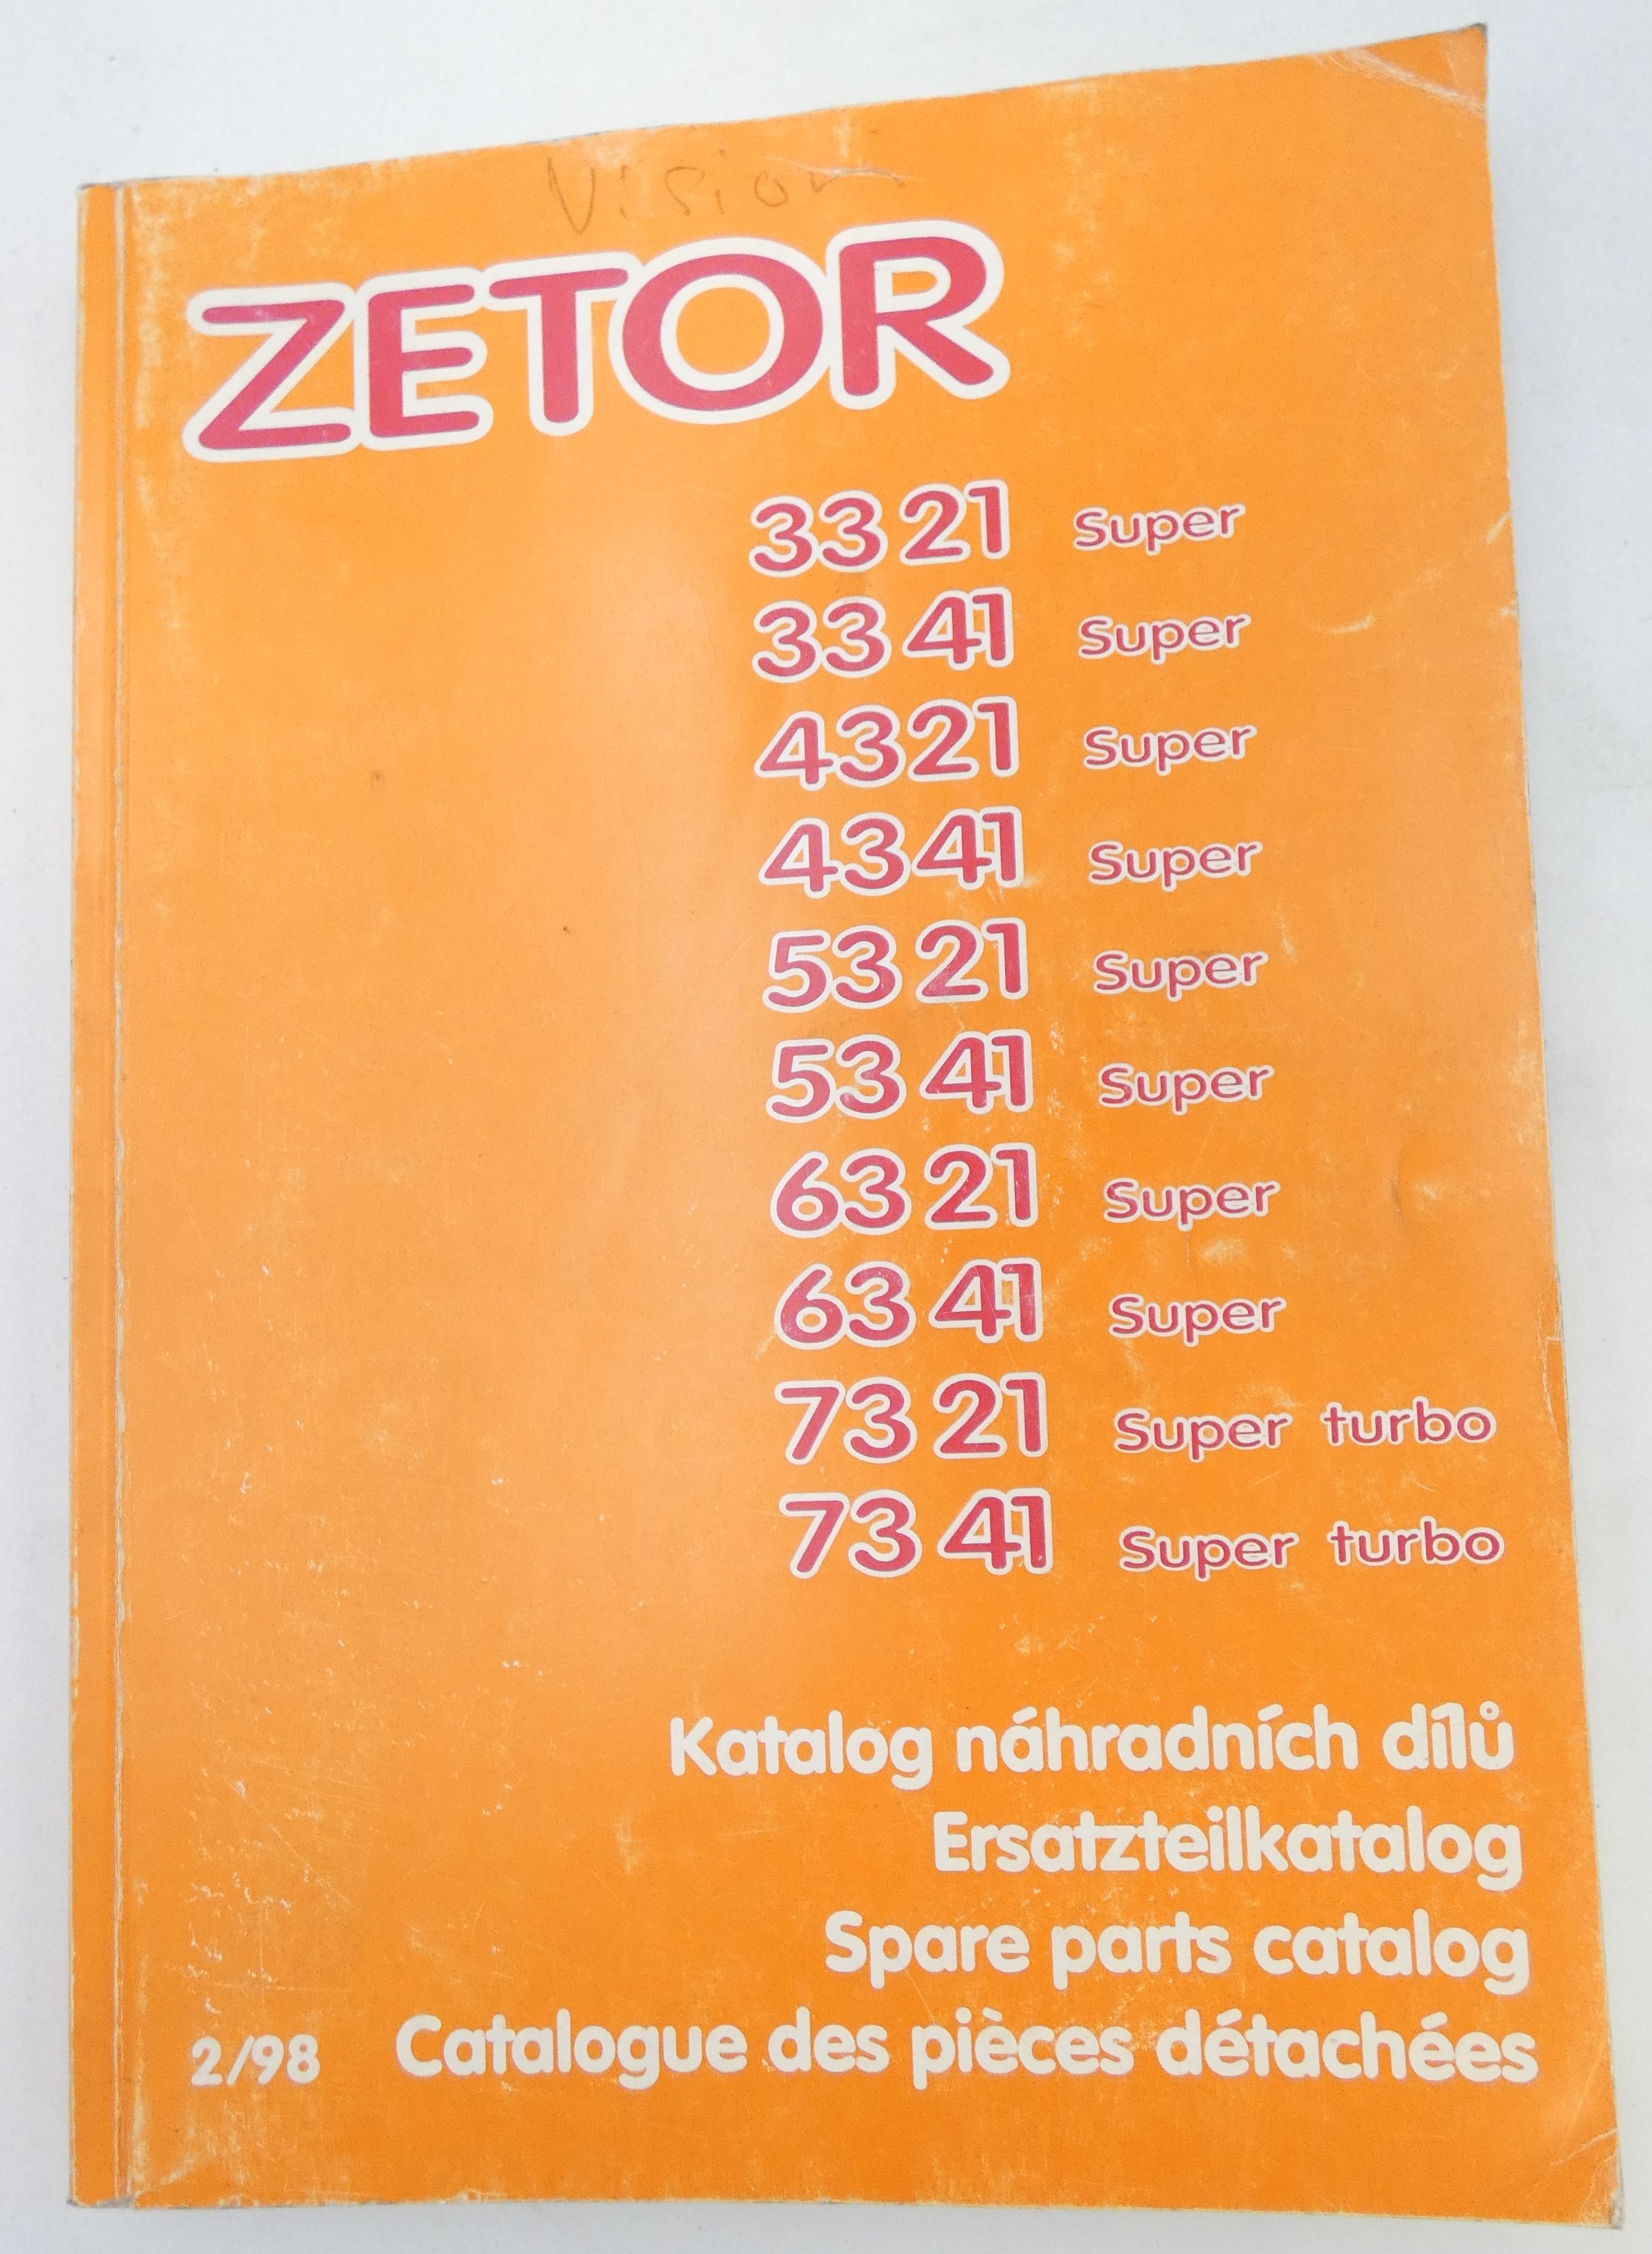 Vision
ZETOR
3321 Super
3341 Super
4321 Super
4341 Super
5321 Super
5341 Super
6321 Super
6341 Super
7321 Super turbo
7341 Super turbo
Katalog náhradních dílů
Ersatzteilkatalog
Spare parts catalog
2/98 Catalogue des pièces détachées